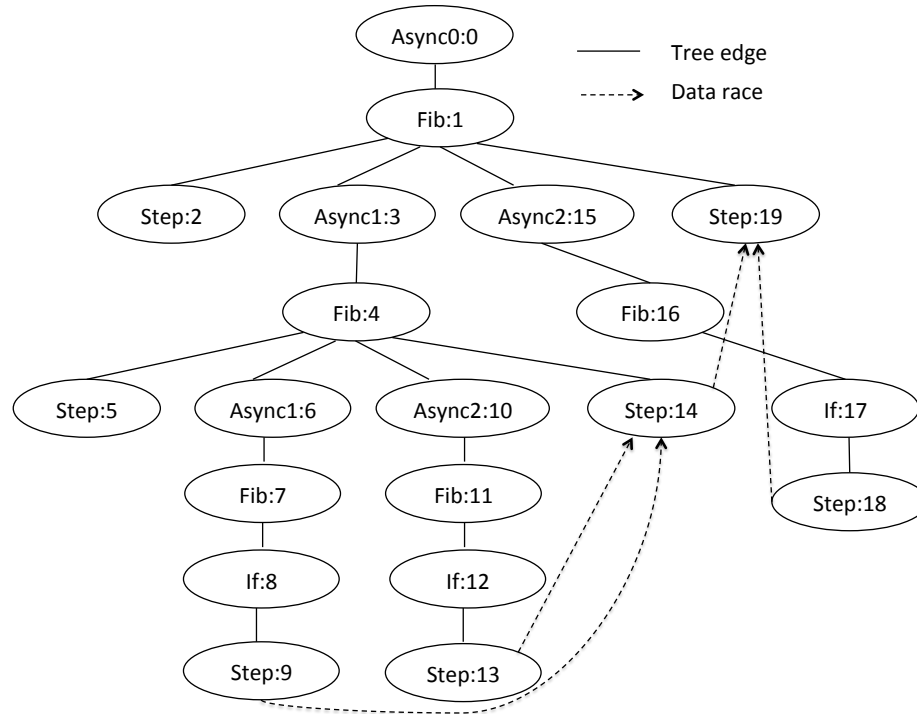 Async0:0
Tree edge
Data race
Fib:1
Step:2
Async1:3
Async2:15
Step:19
Fib:4
Fib:16
Step:5
Async1:6
Async2:10
Step:14
If:17
Fib:7
Fib:11
Step:18
If:8
If:12
Step:9
Step:13